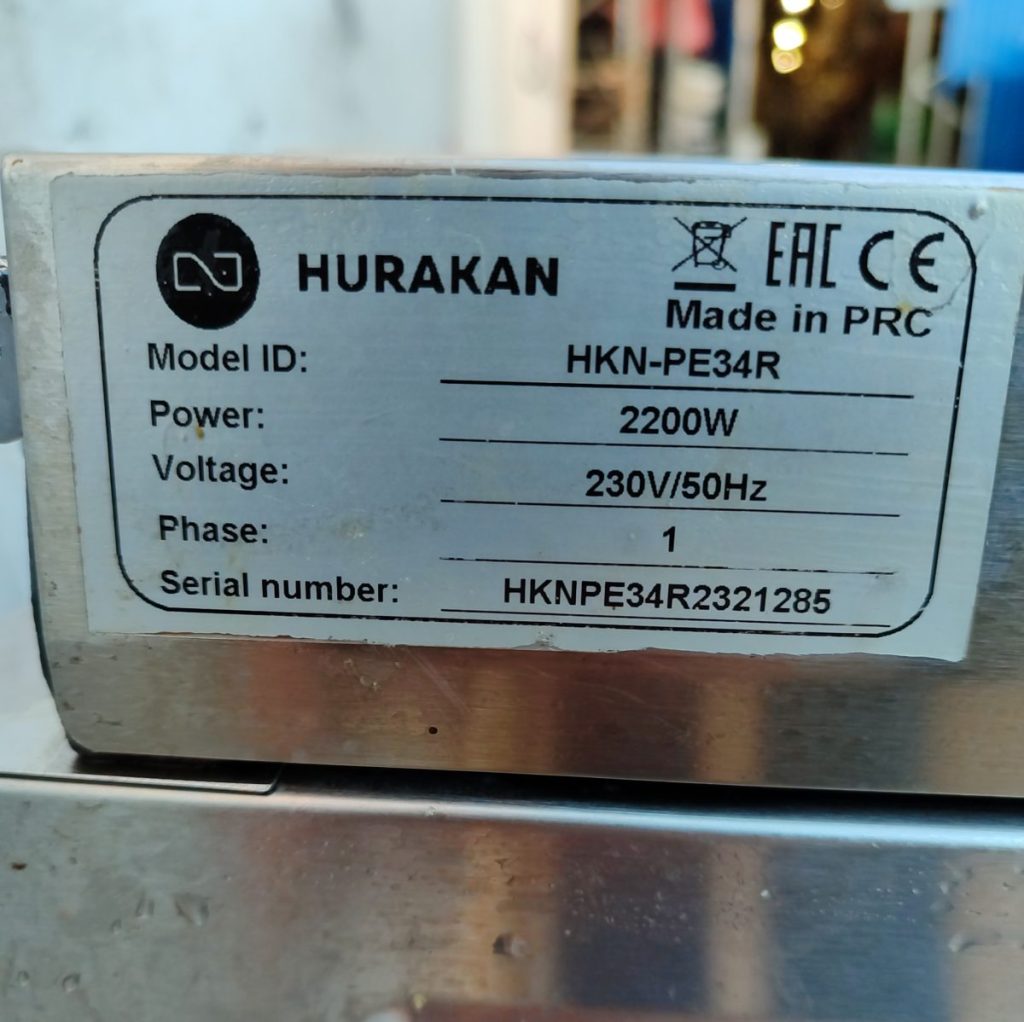 HURAKAN
EAC CE
Made in PRC
Model ID: HKN-PE34R
Power: 2200W
Voltage: 230V/50Hz
Phase: 1
Serial number: HKNPE34R2321285